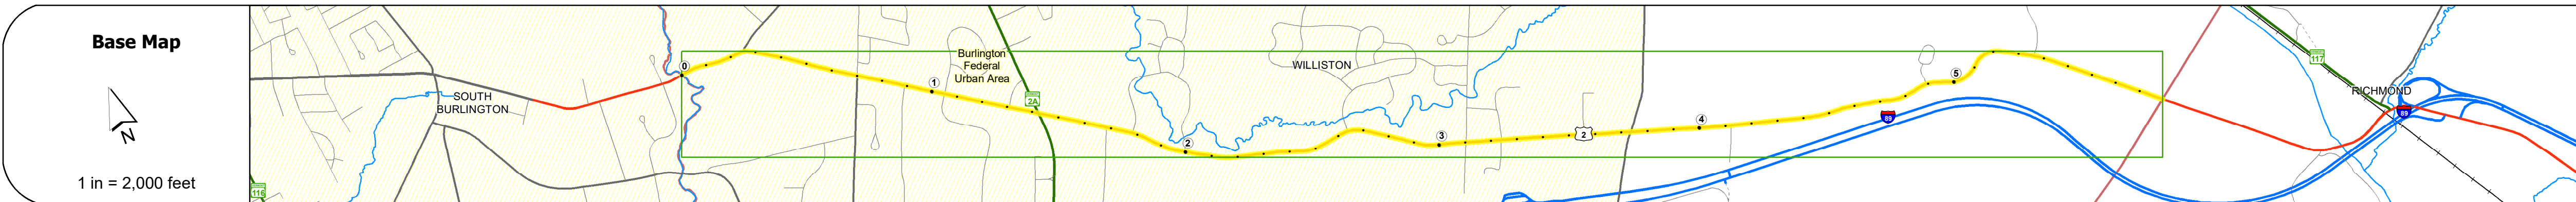 Base Map
N
1 in = 2,000 feet
116
SOUTH
BURLINGTON
0
1
Burlington
Federal
Urban Area
2A
2
WILLISTON
3
2
4
89
5
117
RICHMOND
89